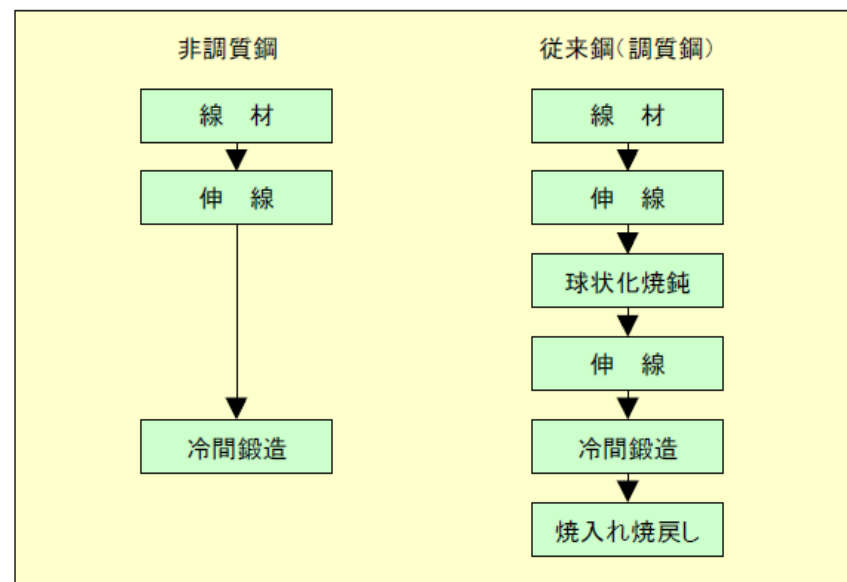 非調質鋼
線 材
伸 線
冷間鍛造
従来鋼(調質鋼)
線 材
伸 線
球状化焼鈍
伸 線
冷間鍛造
焼入れ焼戻し